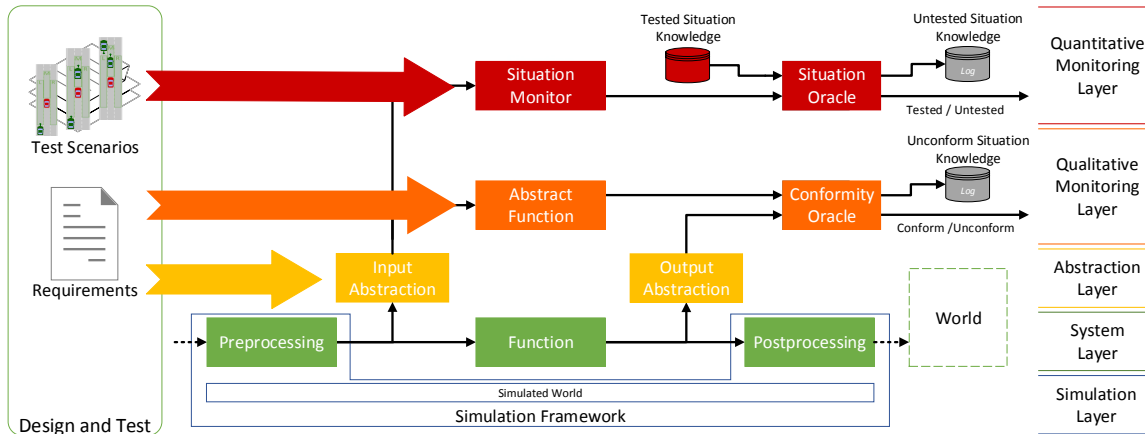 Test Scenarios
Requirements
Design and Test
Situation
Monitor
Tested Situation
Knowledge
Situation
Oracle
Untested Situation
Knowledge
Log
Tested / Untested
Quantitative
Monitoring
Layer
Abstract
Function
Conformity
Oracle
Unconform Situation
Knowledge
Log
Conform /Unconform
Qualitative
Monitoring
Layer
Input
Abstraction
Output
Abstraction
Abstraction
Layer
Preprocessing
Function
Postprocessing
World
System
Layer
Simulated World
Simulation Framework
Simulation
Layer